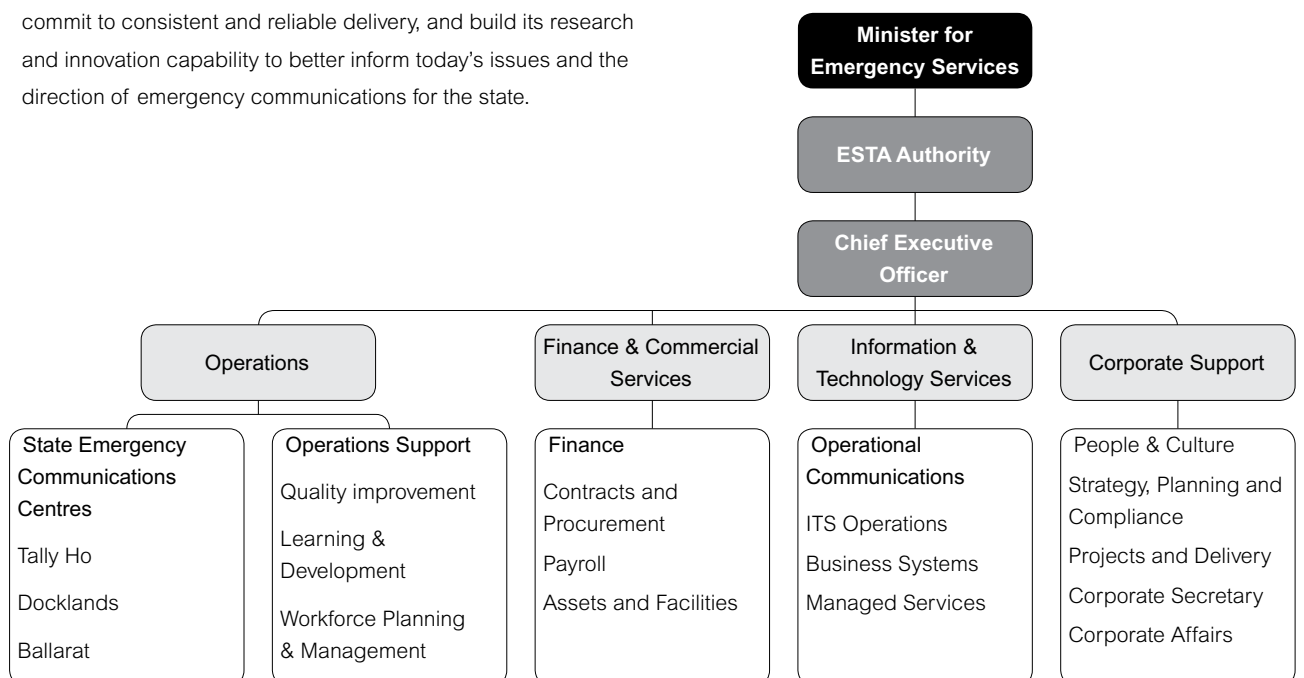 commit to consistent and reliable delivery, and build its research
and innovation capability to better inform today's issues and the
direction of emergency communications for the state.
Minister for
Emergency Services
ESTA Authority
Chief Executive
Officer
Operations
Finance & Commercial
Services
Information &
Technology Services
Corporate Support
State Emergency
Communications
Centres
Tally Ho
Docklands
Ballarat
Operations Support
Quality improvement
Learning &
Development
Workforce Planning
& Management
Finance
Contracts and
Procurement
Payroll
Assets and Facilities
Operational
Communications
ITS Operations
Business Systems
Managed Services
People & Culture
Strategy, Planning and
Compliance
Projects and Delivery
Corporate Secretary
Corporate Affairs